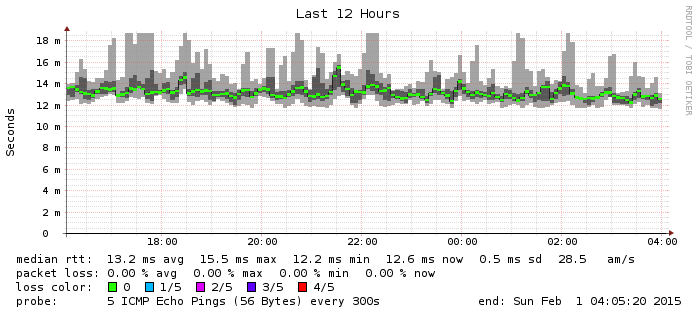 Last 12 Hours
RRDTOOL / TOBI OETIKER
Seconds
18 m
16 m
14 m
12 m
10 m
8 m
6 m
4 m
2 m
0
18:00 20:00 22:00 00:00 02:00 04:00
median rtt: 13.2 ms avg 15.5 ms max 12.2 ms min 12.6 ms now 0.5 ms sd 28.5 am/s
packet loss: 0.00 % avg 0.00 % max 0.00 % min 0.00 % now
loss color: 0 1/5 2/5 3/5 4/5
probe: 5 ICMP Echo Pings (56 Bytes) every 300s end: Sun Feb 1 04:05:20 2015